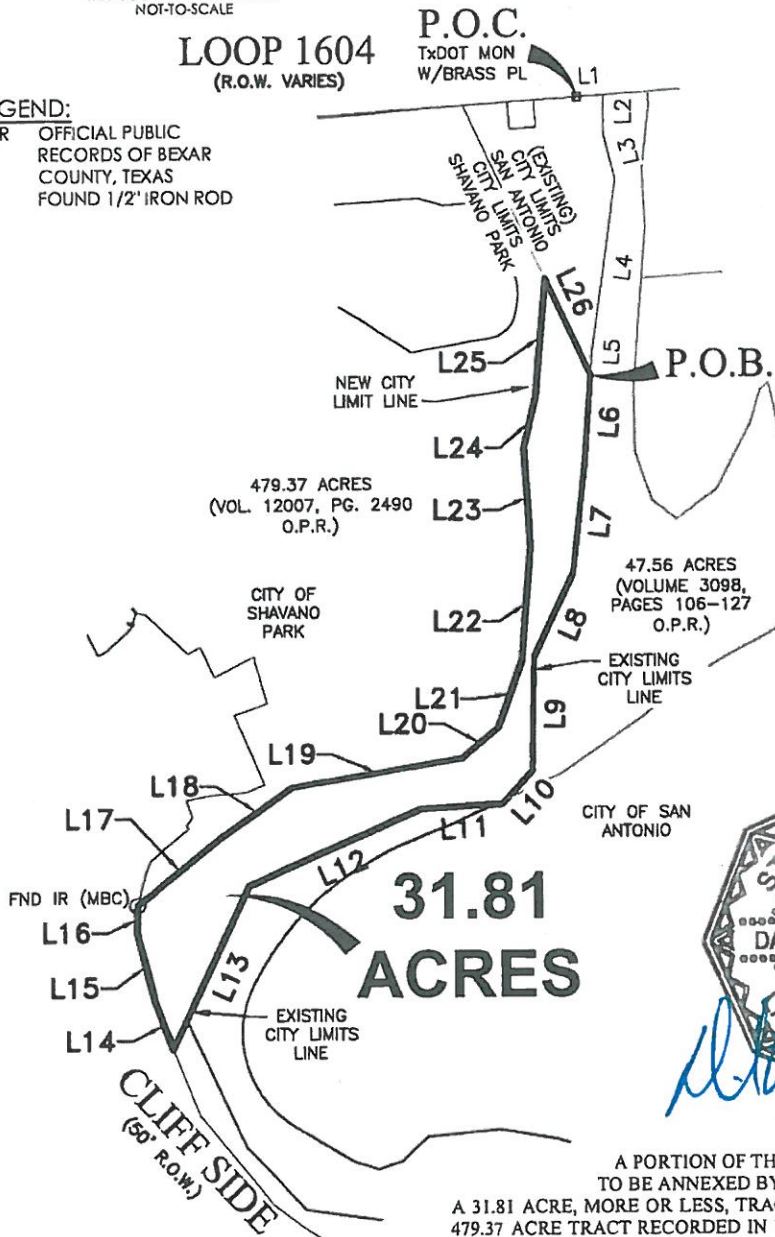 NOT-TO-SCALE
LOOP 1604
(R.O.W. VARIES)
P.O.C.
TxDOT MON
W/BRASS PL
L1
L2
L3
L4
L5
OFFICIAL PUBLIC
RECORDS OF BEXAR
COUNTY, TEXAS
FOUND 1/2" IRON ROD
(EXISTING)
CITY LIMITS
SAN ANTONIO
CITY LIMITS
SHAVANO PARK
L26
L25
P.O.B.
NEW CITY
LIMIT LINE
L6
L24
479.37 ACRES
(VOL. 12007, PG. 2490
O.P.R.)
L23
L7
47.56 ACRES
(VOLUME 3098,
PAGES 106-127
O.P.R.)
CITY OF
SHAVANO
PARK
L22
L8
EXISTING
CITY LIMITS
LINE
L21
L20
L9
L19
L18
L10
L17
L11
CITY OF SAN
ANTONIO
L12
FND IR (MBC)
L16
31.81
ACRES
L15
L13
EXISTING
CITY LIMITS
LINE
L14
CLIFF SIDE
(50' R.O.W.)
A PORTION OF TH
TO BE ANNEXED BY
A 31.81 ACRE, MORE OR LESS, TRAC
479.37 ACRE TRACT RECORDED IN